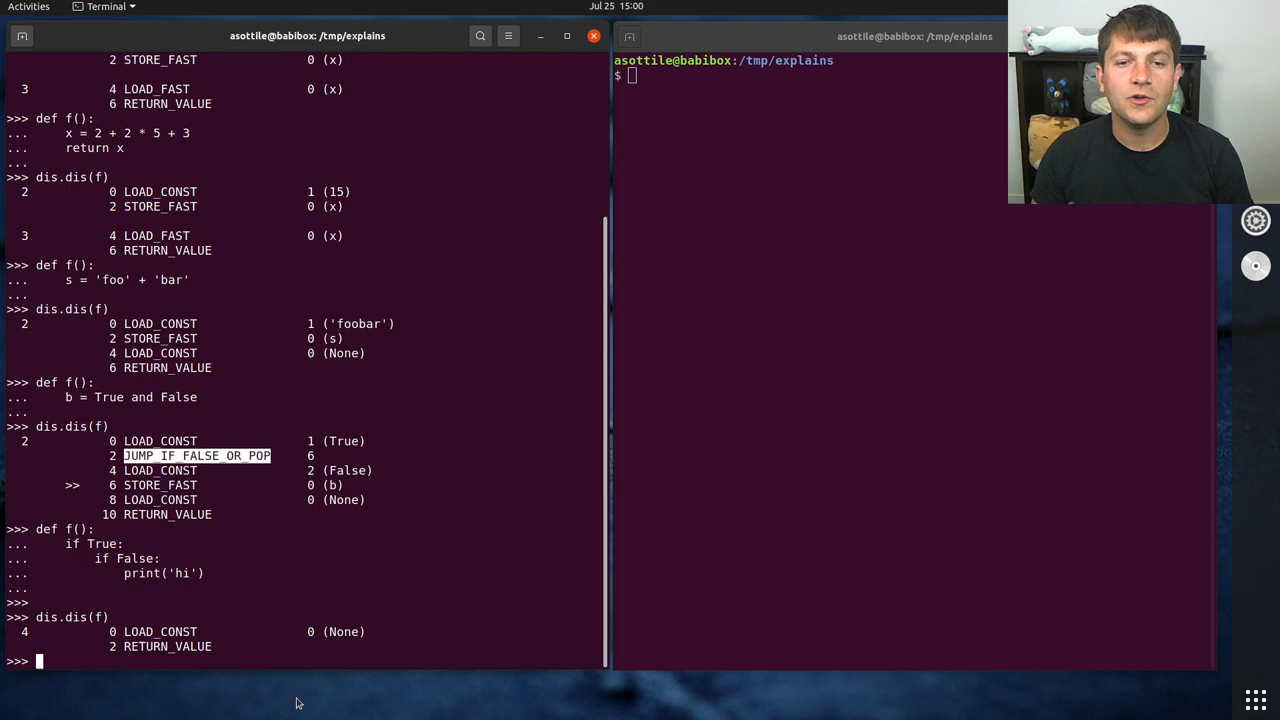 Activities
Terminal
Jul 25 15:00
asottile@babibox: /tmp/explains
2 STORE_FAST 0 (x)
3 4 LOAD_FAST 0 (x)
6 RETURN_VALUE
>>> def f():
... x = 2 + 2 * 5 + 3
... return x
...
>>> dis.dis(f)
2 0 LOAD_CONST 1 (15)
2 STORE_FAST 0 (x)
3 4 LOAD_FAST 0 (x)
6 RETURN_VALUE
>>> def f():
... s = 'foo' + 'bar'
...
>>> dis.dis(f)
2 0 LOAD_CONST 1 ('foobar')
2 STORE_FAST 0 (s)
4 LOAD_CONST 0 (None)
6 RETURN_VALUE
>>> def f():
... b = True and False
...
>>> dis.dis(f)
2 0 LOAD_CONST 1 (True)
2 JUMP_IF_FALSE_OR_POP 6
4 LOAD_CONST 2 (False)
>> 6 STORE_FAST 0 (b)
8 LOAD_CONST 0 (None)
10 RETURN_VALUE
>>> def f():
... if True:
... if False:
... print('hi')
...
>>>
>>> dis.dis(f)
4 0 LOAD_CONST 0 (None)
2 RETURN_VALUE
>>>
asottile@babibox: /tmp/explains
asottile@babibox:/tmp/explains
$